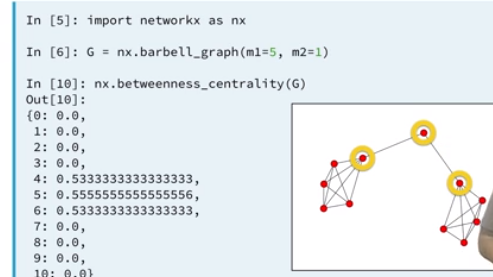 In [5]: import networkx as nx
In [6]: G = nx.barbell_graph(m1=5, m2=1)
In [10]: nx.betweenness_centrality(G)
Out[10]:
{0: 0.0,
1: 0.0,
2: 0.0,
3: 0.0,
4: 0.5333333333333333,
5: 0.5555555555555556,
6: 0.5333333333333333,
7: 0.0,
8: 0.0,
9: 0.0,
10: 0.0}